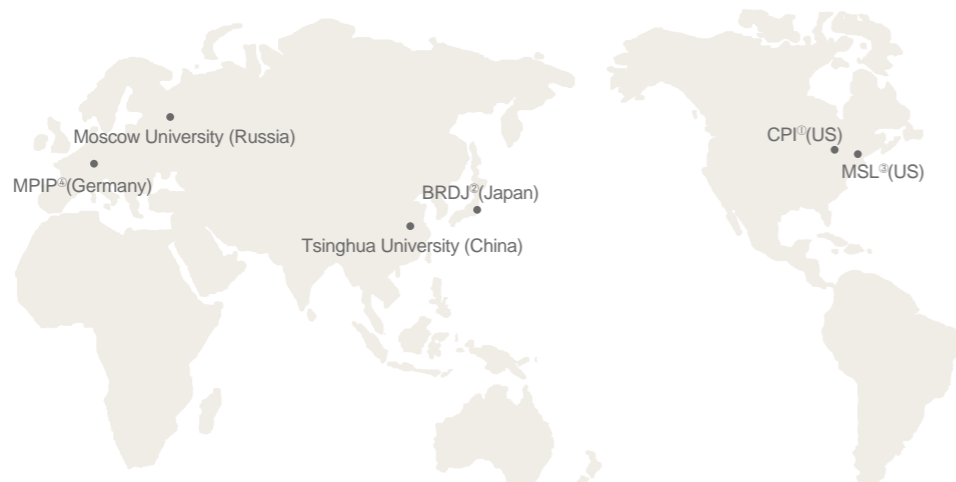 Moscow University (Russia)
CPI①(US)
MPIP④(Germany)
MSL③(US)
BRDJ②(Japan)
Tsinghua University (China)